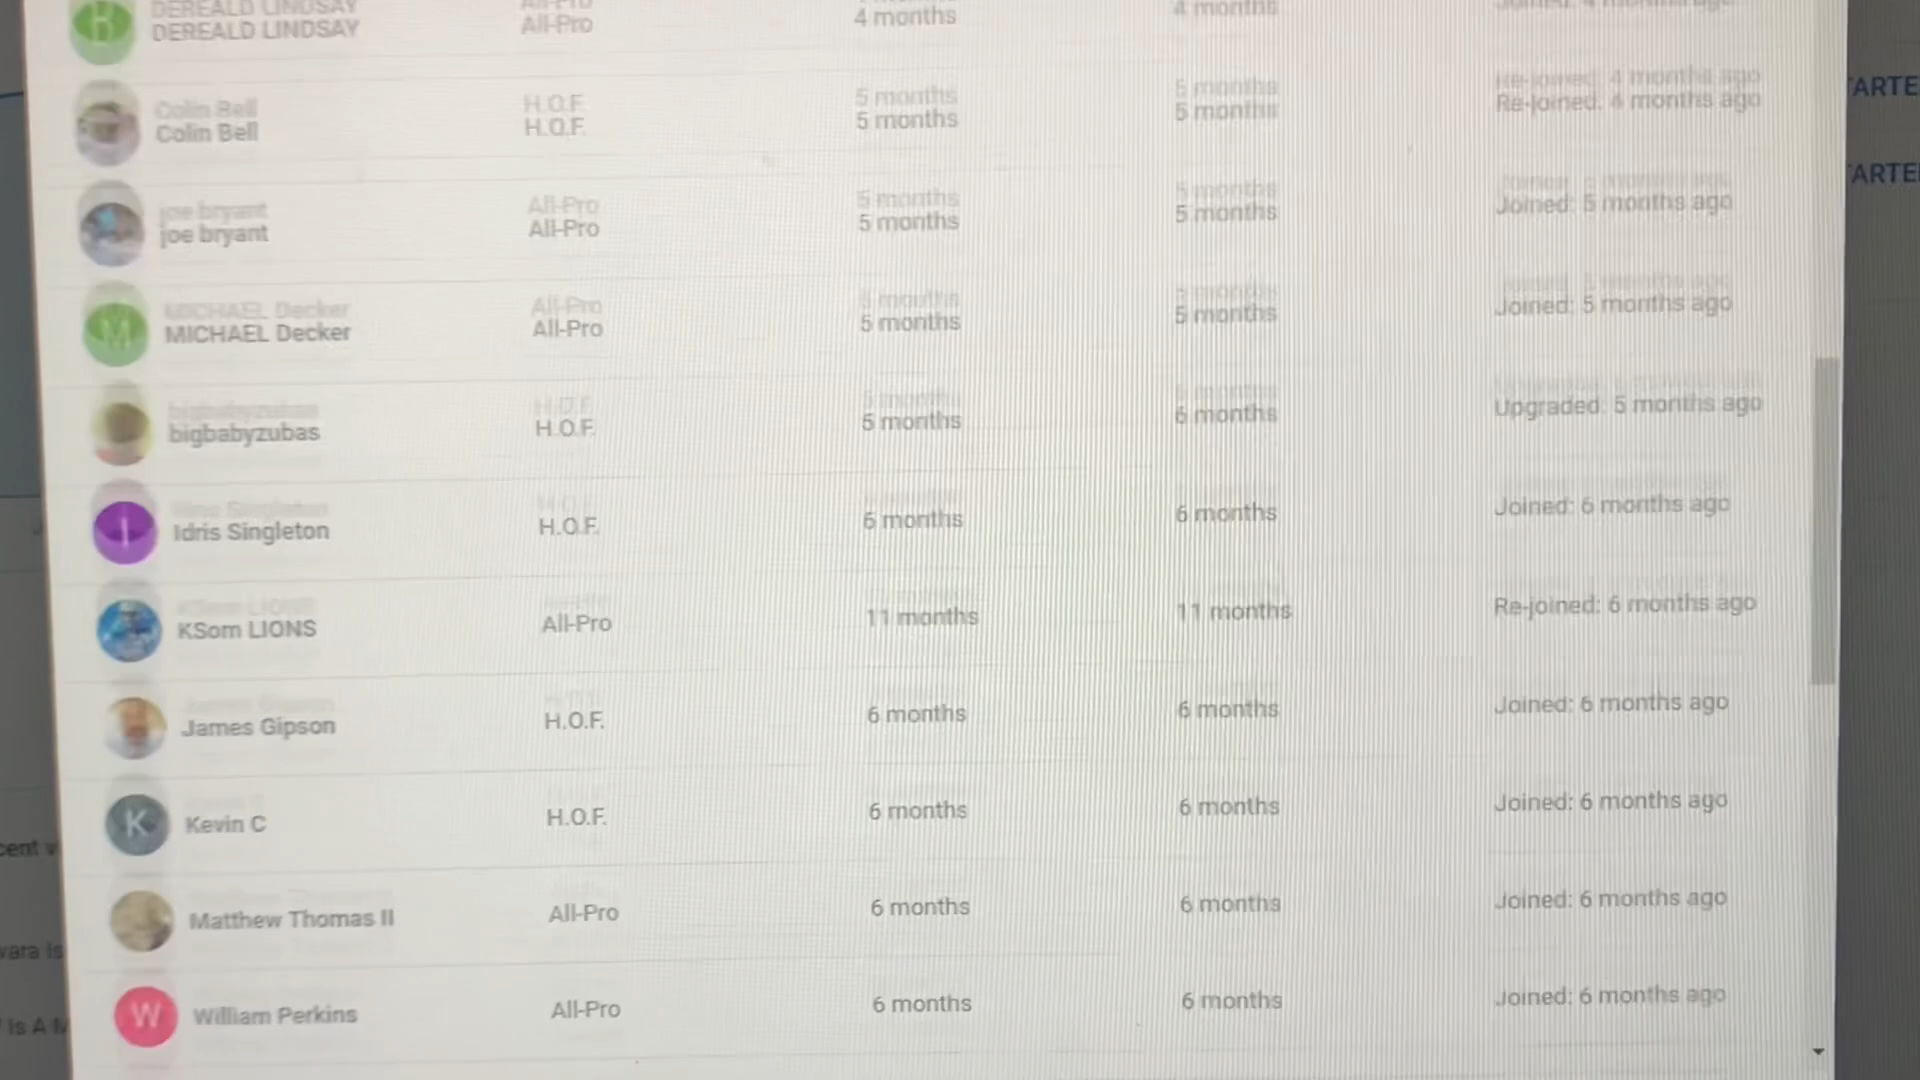 DEREALD LINDSAY All-Pro 4 months 4 months
Colin Bell H.O.F. 5 months 5 months Re-joined: 4 months ago
joe bryant All-Pro 5 months 5 months Joined: 5 months ago
MICHAEL Decker All-Pro 5 months 5 months Joined: 5 months ago
bigbabyzubas H.O.F. 5 months 6 months Upgraded: 5 months ago
Idris Singleton H.O.F. 6 months 6 months Joined: 6 months ago
KSom LIONS All-Pro 11 months 11 months Re-joined: 6 months ago
James Gipson H.O.F. 6 months 6 months Joined: 6 months ago
K Kevin C H.O.F. 6 months 6 months Joined: 6 months ago
Matthew Thomas II All-Pro 6 months 6 months Joined: 6 months ago
W William Perkins All-Pro 6 months 6 months Joined: 6 months ago